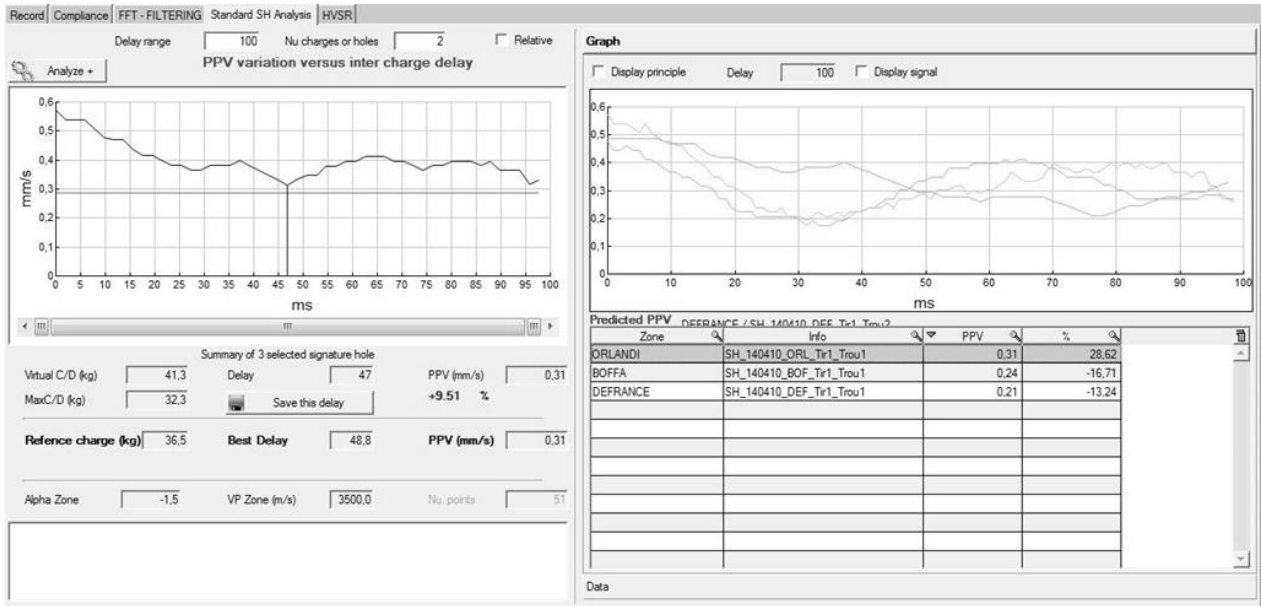 Record Compliance FFT - FILTERING Standard SH Analysis HVSR
Delay range 100 Nu charges or holes 2 Relative
Analyze +
PPV variation versus inter charge delay
0,6
0,5
0,4
0,3
0,2
0,1
0
mm/s
0 5 10 15 20 25 30 35 40 45 50 55 60 65 70 75 80 85 90 95 100
ms
Summary of 3 selected signature hole
Virtual C/D (kg) 41,3 Delay 47 PPV (mm/s) 0,31
MaxC/D (kg) 32,3 Save this delay +9.51 %
Refence charge (kg) 36,5 Best Delay 48,8 PPV (mm/s) 0,31
Alpha Zone -1,5 VP Zone (m/s) 3500,0 Nu. points 51
Graph
Display principle Delay 100 Display signal
0,6
0,5
0,4
0,3
0,2
0,1
0
0 10 20 30 40 50 60 70 80 90 100
ms
Predicted PPV DEFRANCE / SH_140410_DEF_Tir1_Trou2
Zone Info PPV %
ORLANDI SH_140410_ORL_Tir1_Trou1 0,31 28,62
BOFFA SH_140410_BOF_Tir1_Trou1 0,24 -16,71
DEFRANCE SH_140410_DEF_Tir1_Trou1 0,21 -13,24
Data